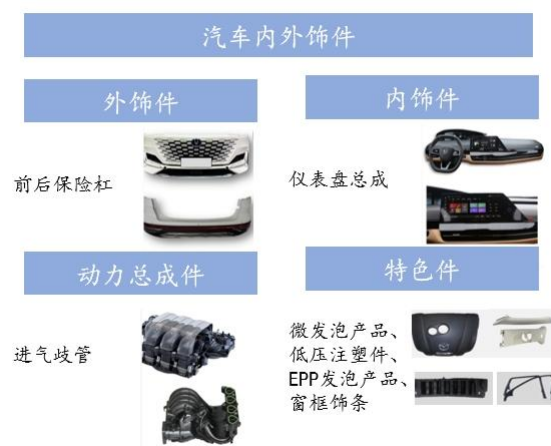 汽车内外饰件
外饰件
前后保险杠
内饰件
仪表盘总成
动力总成件
进气歧管
特色件
微发泡产品、
低压注塑件、
EPP发泡产品、
窗框饰条